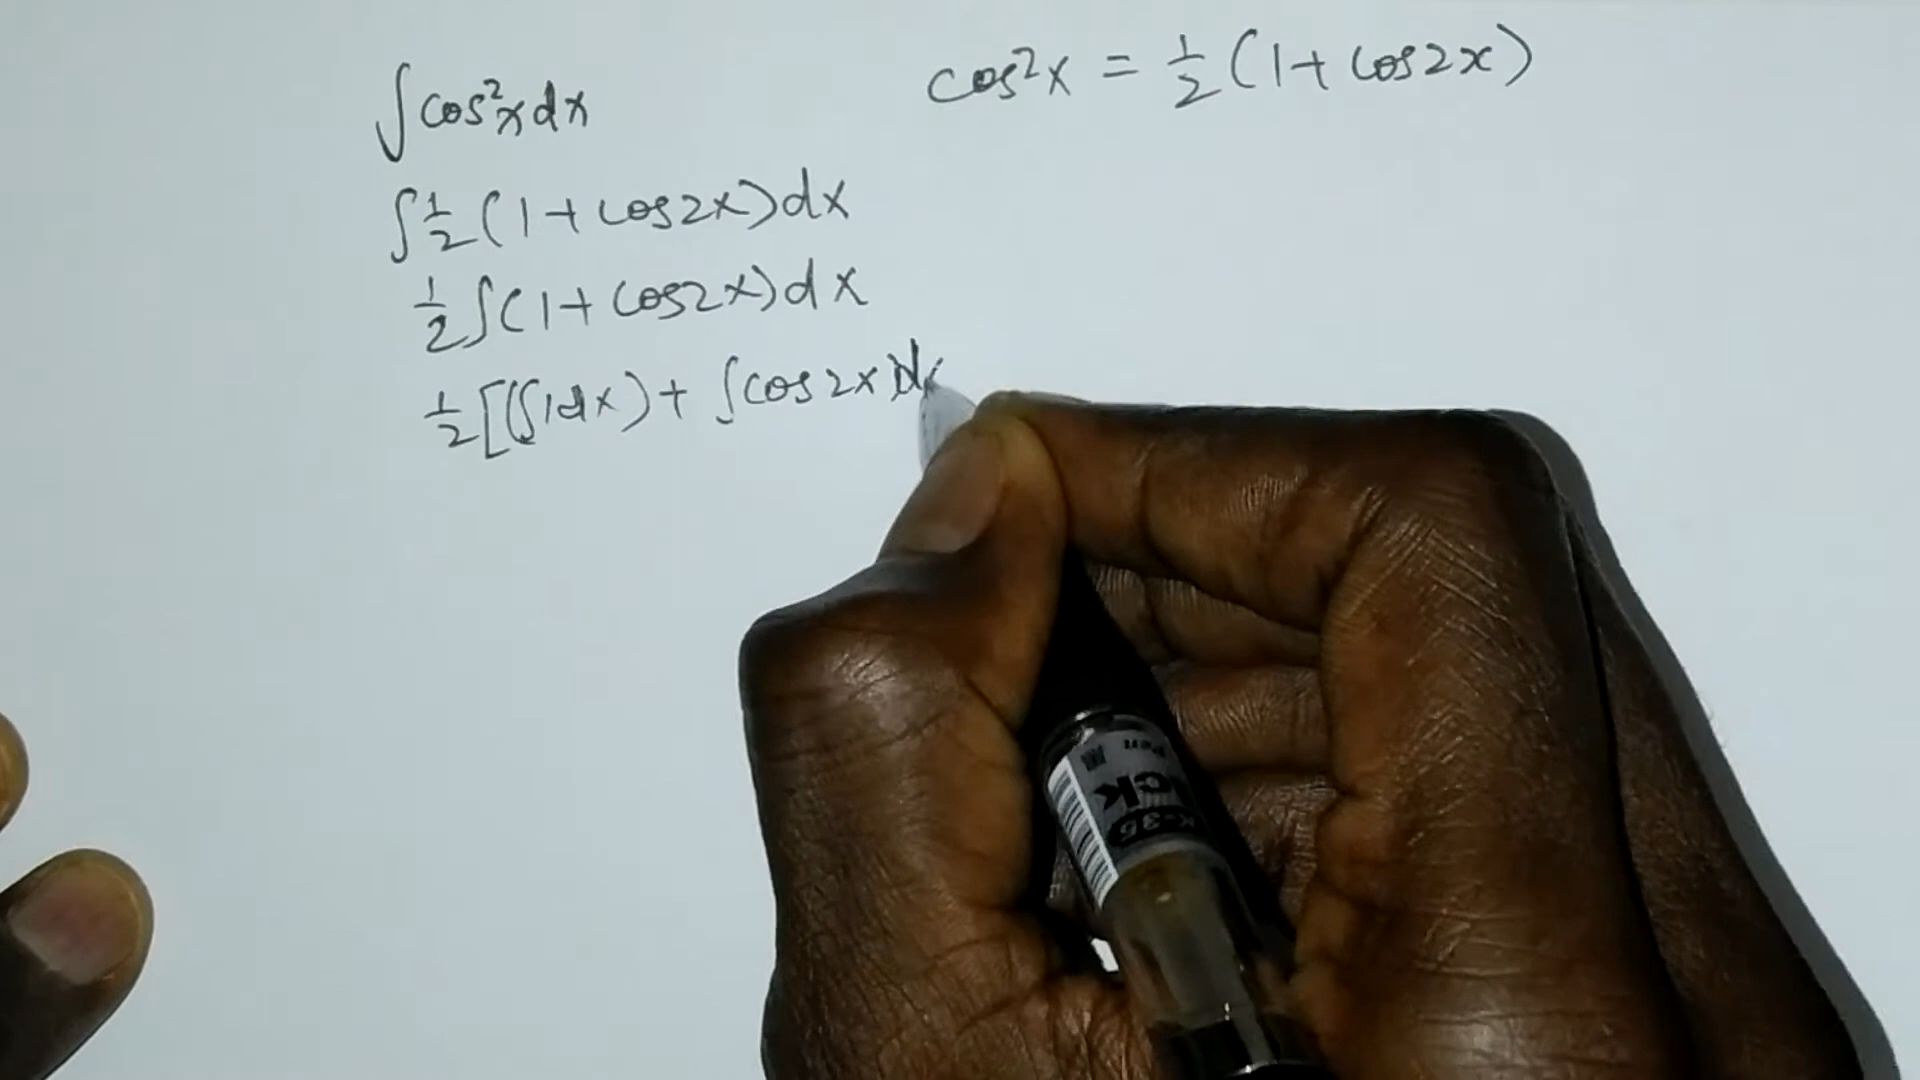 ∫cos²x dx
cos²x = ½(1 + cos2x)
∫½(1 + cos2x)dx
½∫(1 + cos2x)dx
½[(∫1dx) + ∫cos2x dx